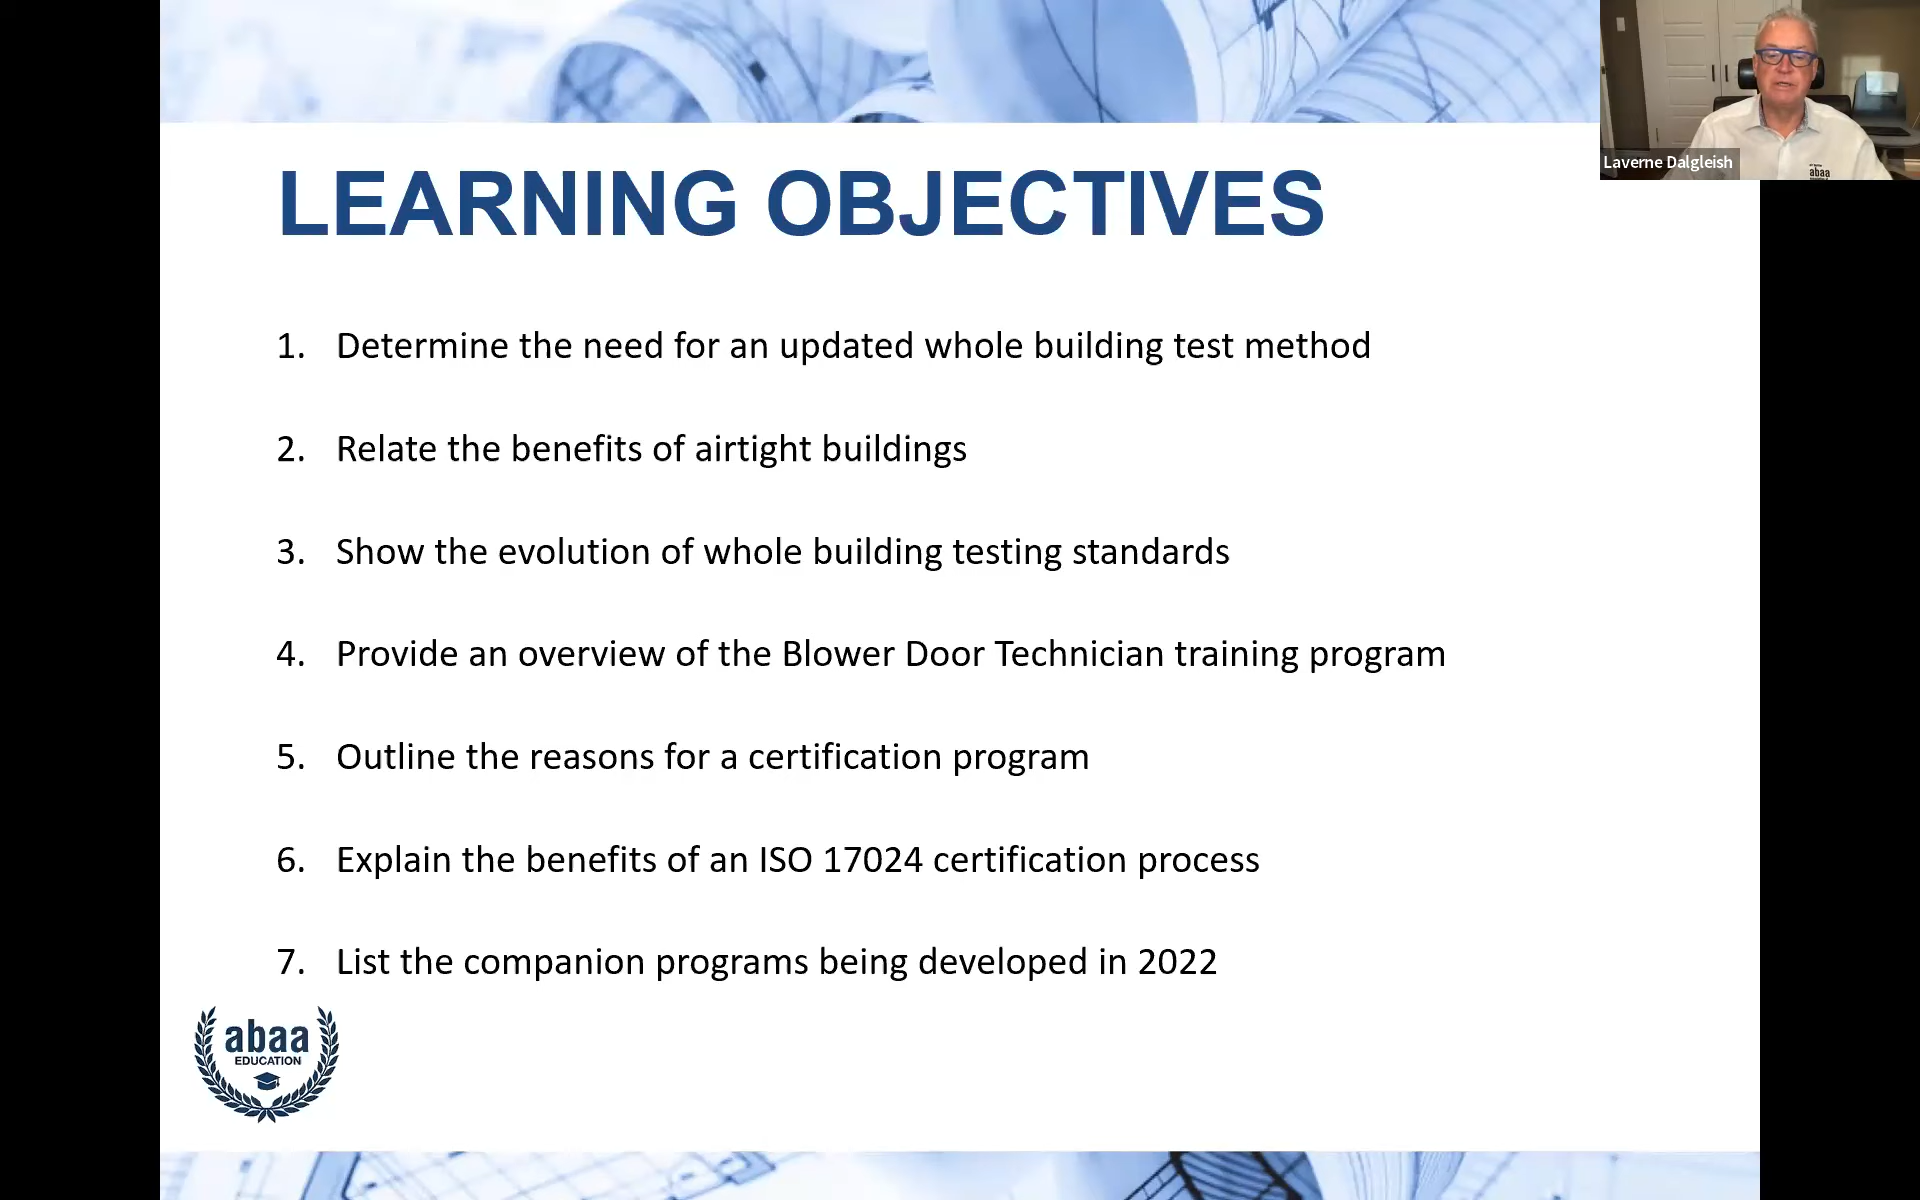 LEARNING OBJECTIVES
1. Determine the need for an updated whole building test method
2. Relate the benefits of airtight buildings
3. Show the evolution of whole building testing standards
4. Provide an overview of the Blower Door Technician training program
5. Outline the reasons for a certification program
6. Explain the benefits of an ISO 17024 certification process
7. List the companion programs being developed in 2022
abaa
EDUCATION
Laverne Dalgleish
abaa